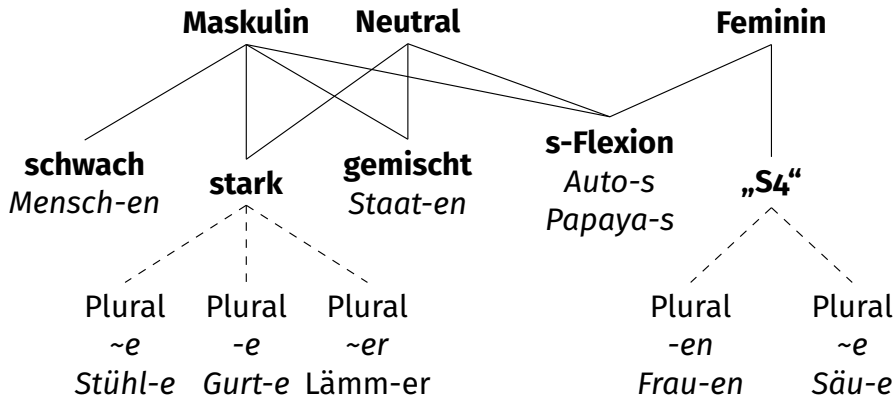 Maskulin Neutral Feminin
schwach
Mensch-en
stark
gemischt
Staat-en
s-Flexion
Auto-s
Papaya-s
„S4“
Plural
~e
Stühl-e
Plural
-e
Gurt-e
Plural
~er
Lämm-er
Plural
-en
Frau-en
Plural
~e
Säu-e